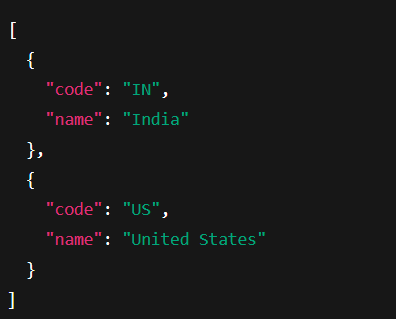 [
  {
    "code": "IN",
    "name": "India"
  },
  {
    "code": "US",
    "name": "United States"
  }
]